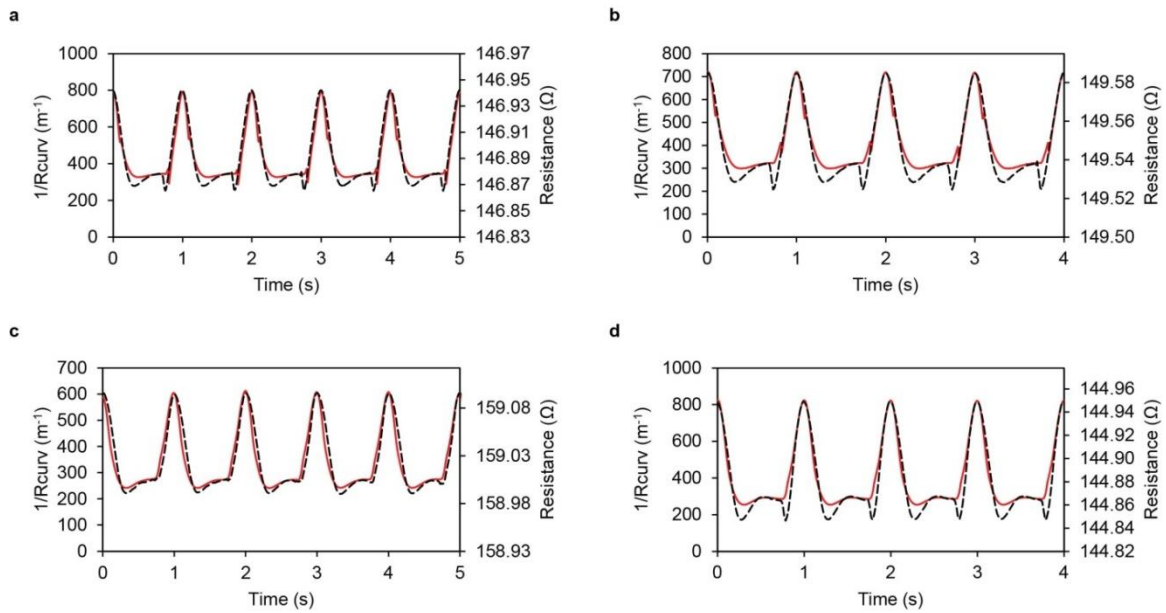 a
1000
800
600
400
200
0
1/Rcurv (m⁻¹)
146.97
146.95
146.93
146.91
146.89
146.87
146.85
146.83
Resistance (Ω)
0 1 2 3 4 5
Time (s)
b
800
700
600
500
400
300
200
100
0
1/Rcurv (m⁻¹)
149.58
149.56
149.54
149.52
149.50
Resistance (Ω)
0 1 2 3 4
Time (s)
c
700
600
500
400
300
200
100
0
1/Rcurv (m⁻¹)
159.08
159.03
158.98
158.93
Resistance (Ω)
0 1 2 3 4 5
Time (s)
d
1000
800
600
400
200
0
1/Rcurv (m⁻¹)
144.96
144.94
144.92
144.90
144.88
144.86
144.84
144.82
Resistance (Ω)
0 1 2 3 4
Time (s)